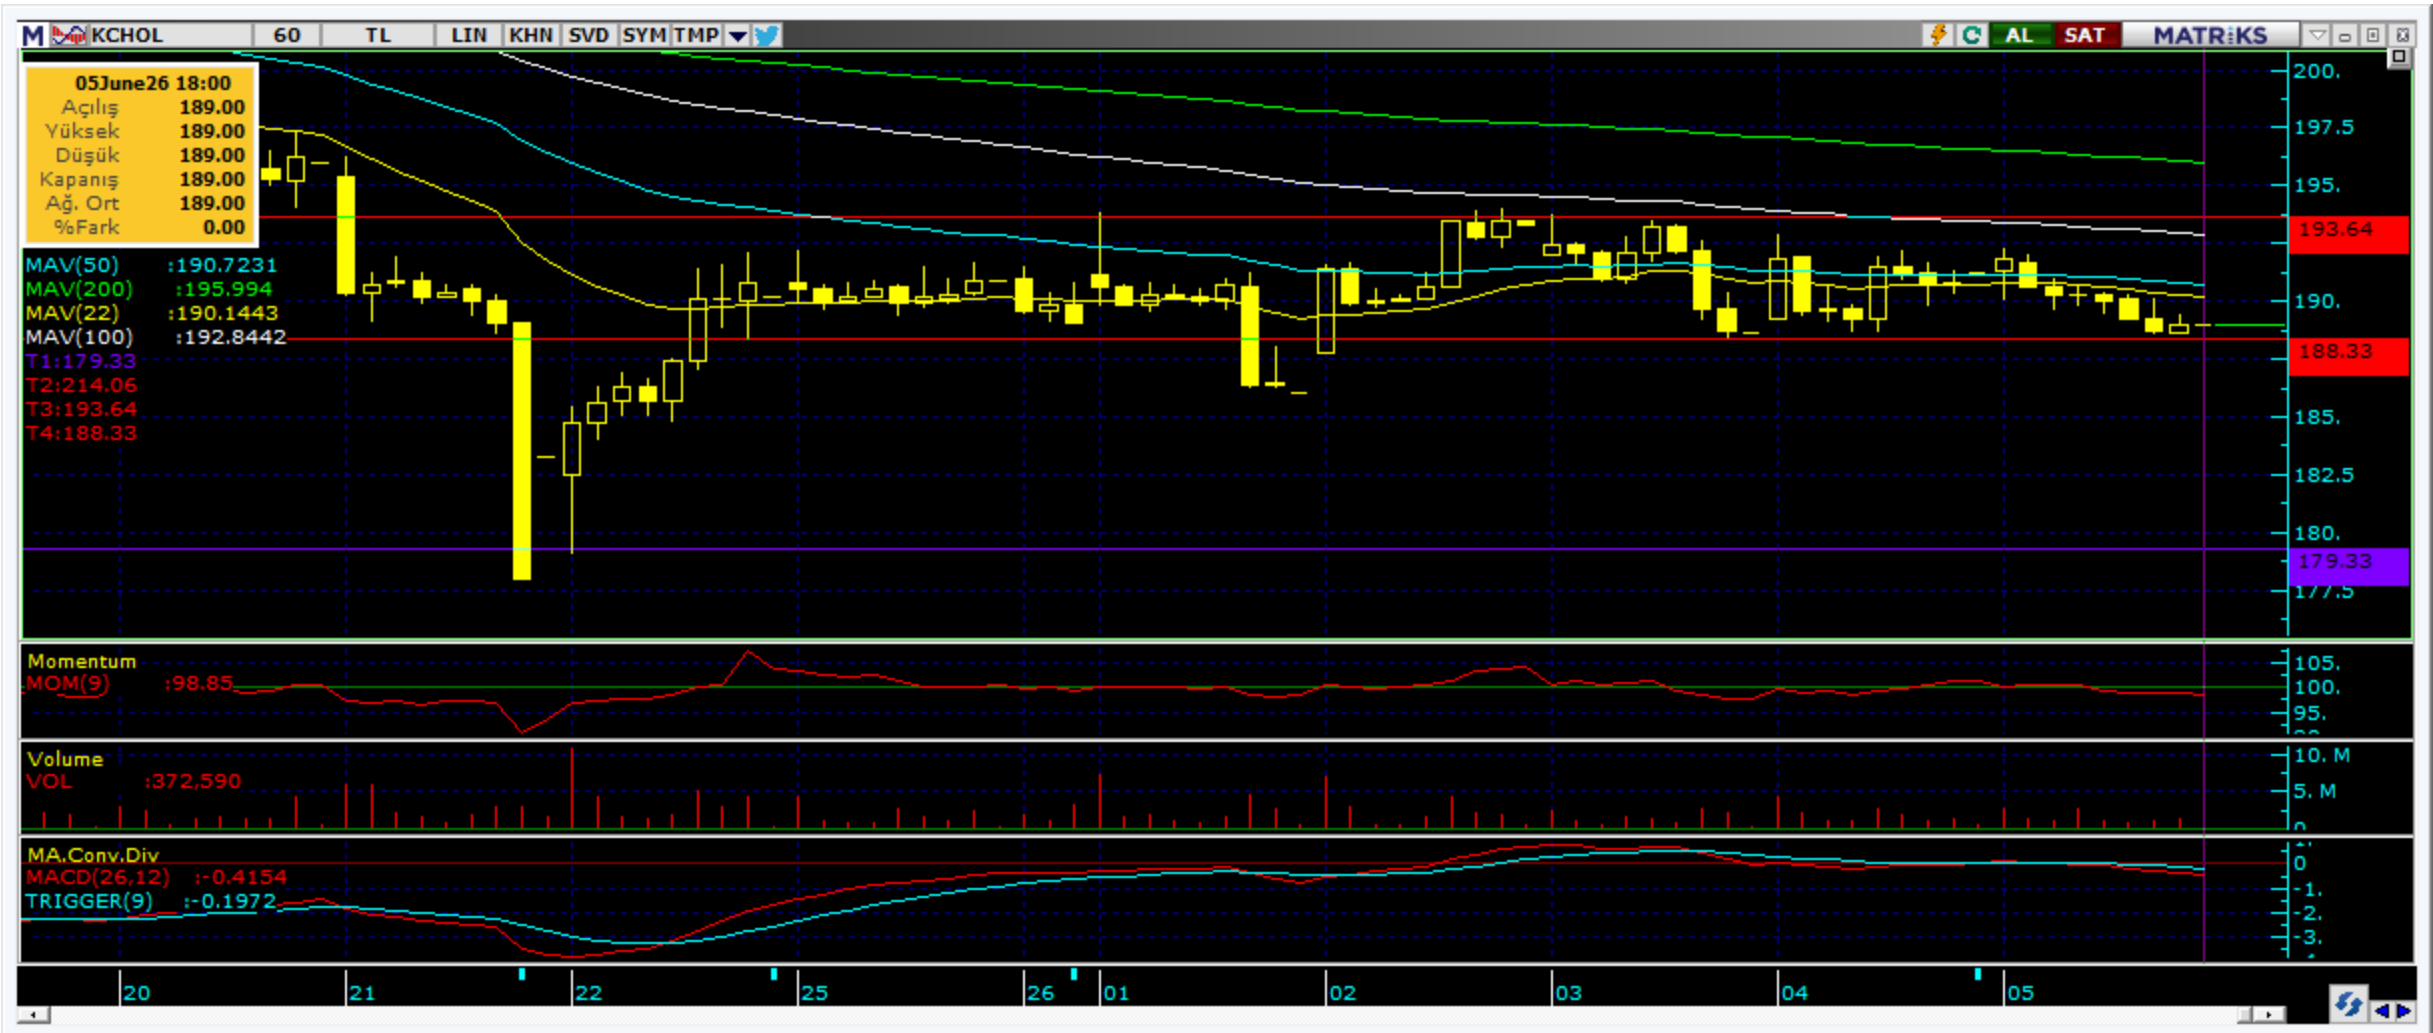 M KCHOL 60 TL LIN KHN SVD SYM TMP AL SAT MATRiKS
05June26 18:00
Açılış 189.00
Yüksek 189.00
Düşük 189.00
Kapanış 189.00
Ağ. Ort 189.00
%Fark 0.00
MAV(50) :190.7231
MAV(200) :195.994
MAV(22) :190.1443
MAV(100) :192.8442
T1:179.33
T2:214.06
T3:193.64
T4:188.33
200.
197.5
195.
193.64
190.
188.33
185.
182.5
180.
179.33
177.5
Momentum
MOM(9) :98.85
105.
100.
95.
Volume
VOL :372,590
10. M
5. M
MA.Conv.Div
MACD(26,12) :-0.4154
TRIGGER(9) :-0.1972
0
-1.
-2.
-3.
20 21 22 25 26 01 02 03 04 05